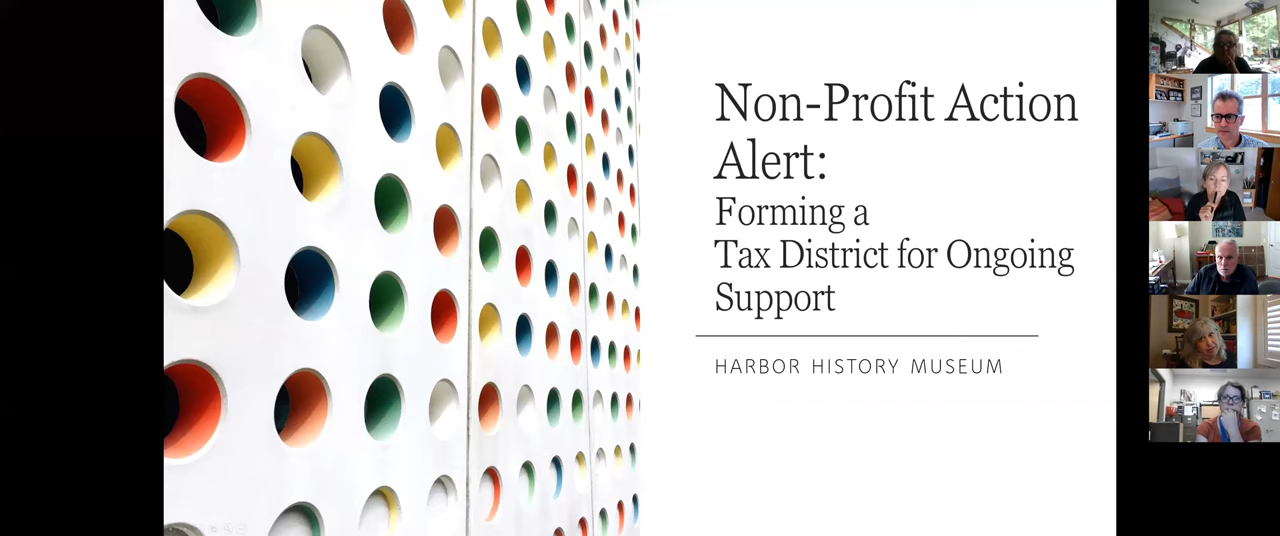 Non-Profit Action
Alert:
Forming a
Tax District for Ongoing
Support
HARBOR HISTORY MUSEUM